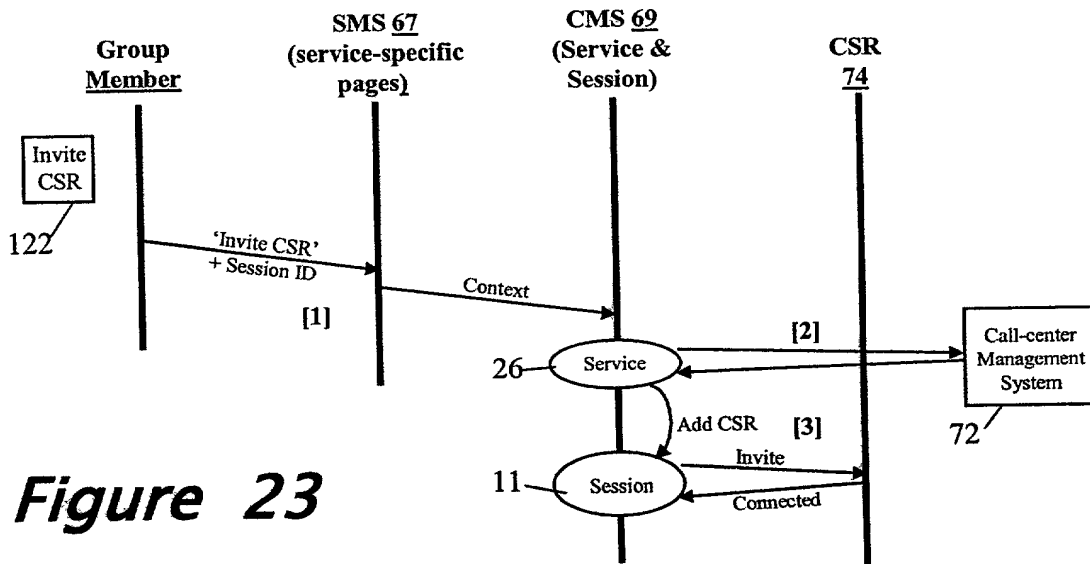 Group
Member
SMS 67
(service-specific
pages)
CMS 69
(Service &
Session)
CSR
74
Invite
CSR
122
'Invite CSR'
+ Session ID
Context
[1]
[2]
Call-center
Management
System
72
26
Service
Add CSR
[3]
Invite
11
Session
Connected
Figure 23